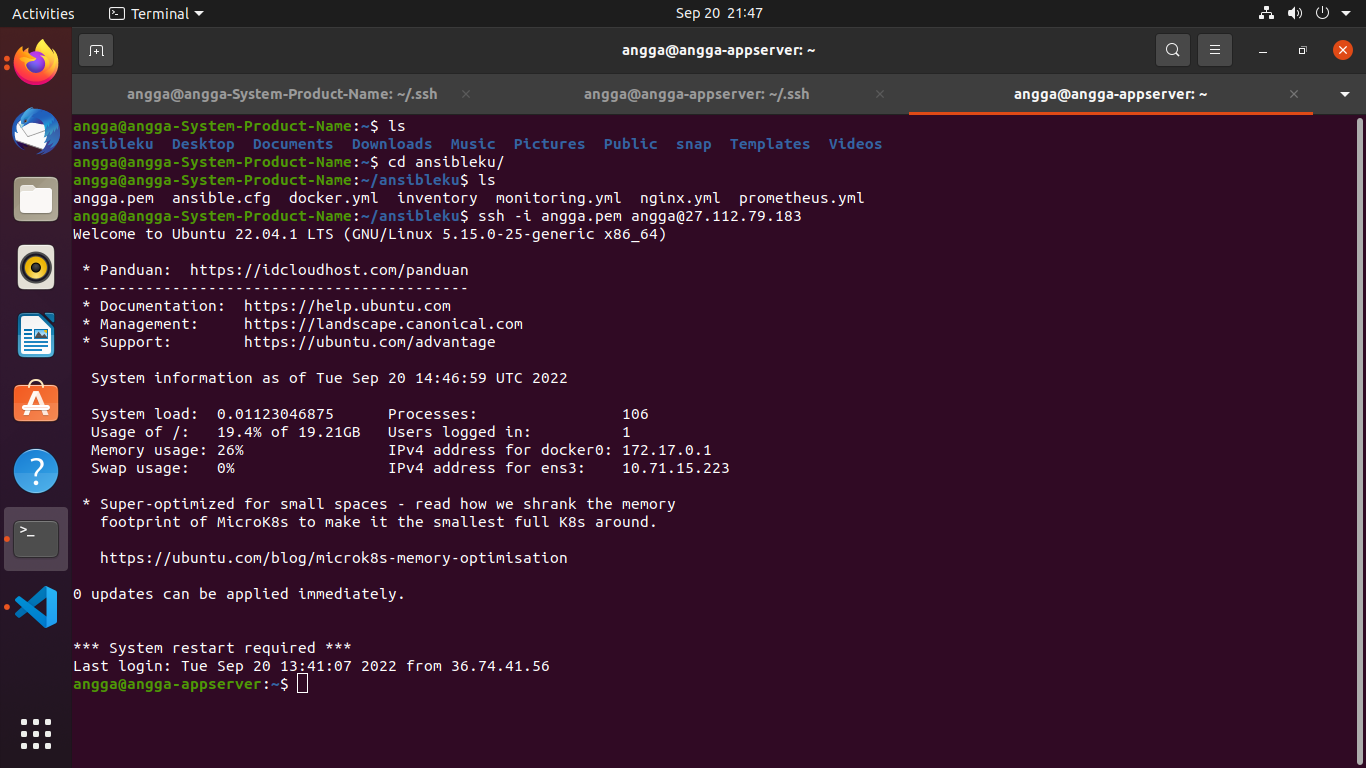 Activities Terminal Sep 20 21:47
angga@angga-appserver: ~
angga@angga-System-Product-Name: ~/.ssh angga@angga-appserver: ~/.ssh angga@angga-appserver: ~
angga@angga-System-Product-Name:~$ ls
ansibleku Desktop Documents Downloads Music Pictures Public snap Templates Videos
angga@angga-System-Product-Name:~$ cd ansibleku/
angga@angga-System-Product-Name:~/ansibleku$ ls
angga.pem ansible.cfg docker.yml inventory monitoring.yml nginx.yml prometheus.yml
angga@angga-System-Product-Name:~/ansibleku$ ssh -i angga.pem angga@27.112.79.183
Welcome to Ubuntu 22.04.1 LTS (GNU/Linux 5.15.0-25-generic x86_64)
* Panduan: https://idcloudhost.com/panduan
-------------------------------------------
* Documentation: https://help.ubuntu.com
* Management: https://landscape.canonical.com
* Support: https://ubuntu.com/advantage
System information as of Tue Sep 20 14:46:59 UTC 2022
System load: 0.01123046875 Processes: 106
Usage of /: 19.4% of 19.21GB Users logged in: 1
Memory usage: 26% IPv4 address for docker0: 172.17.0.1
Swap usage: 0% IPv4 address for ens3: 10.71.15.223
* Super-optimized for small spaces - read how we shrank the memory
footprint of MicroK8s to make it the smallest full K8s around.
https://ubuntu.com/blog/microk8s-memory-optimisation
0 updates can be applied immediately.
*** System restart required ***
Last login: Tue Sep 20 13:41:07 2022 from 36.74.41.56
angga@angga-appserver:~$